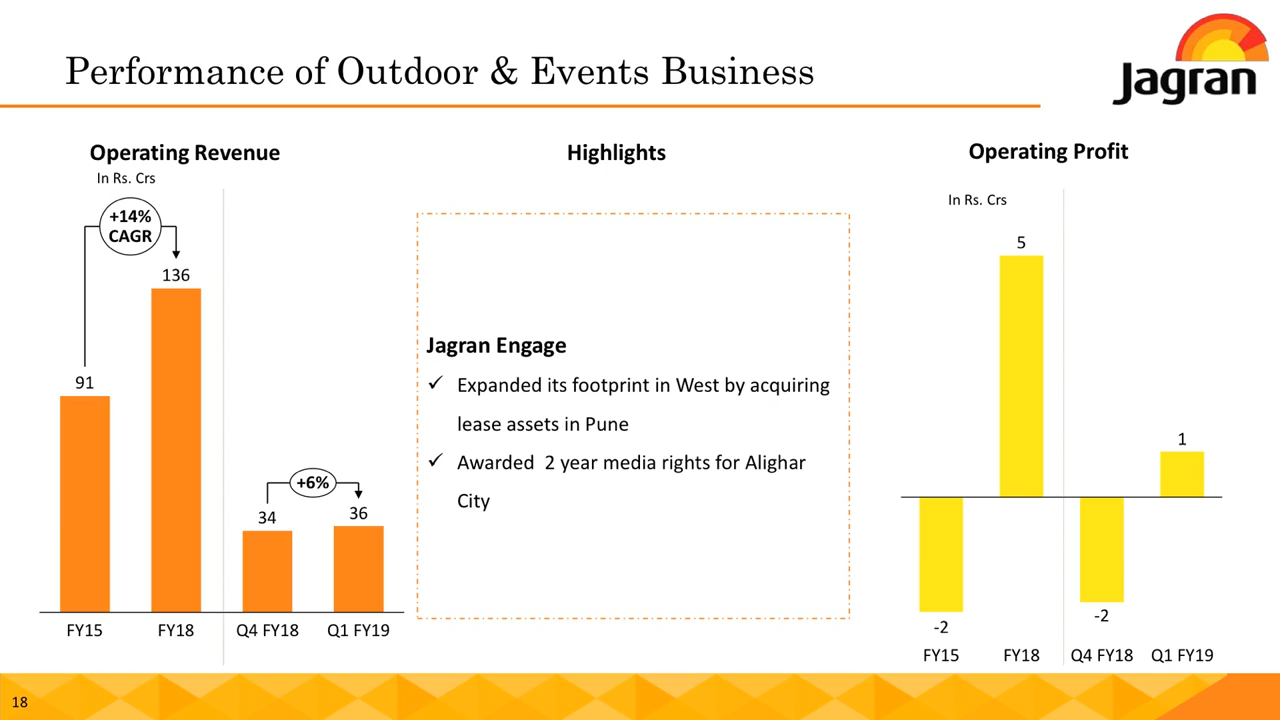 Performance of Outdoor & Events Business
Jagran
Operating Revenue
In Rs. Crs
+14%
CAGR
136
91
+6%
34
36
FY15
FY18
Q4 FY18
Q1 FY19
Highlights
Jagran Engage
✓ Expanded its footprint in West by acquiring
lease assets in Pune
✓ Awarded 2 year media rights for Alighar
City
Operating Profit
In Rs. Crs
5
1
-2
-2
FY15
FY18
Q4 FY18
Q1 FY19
18